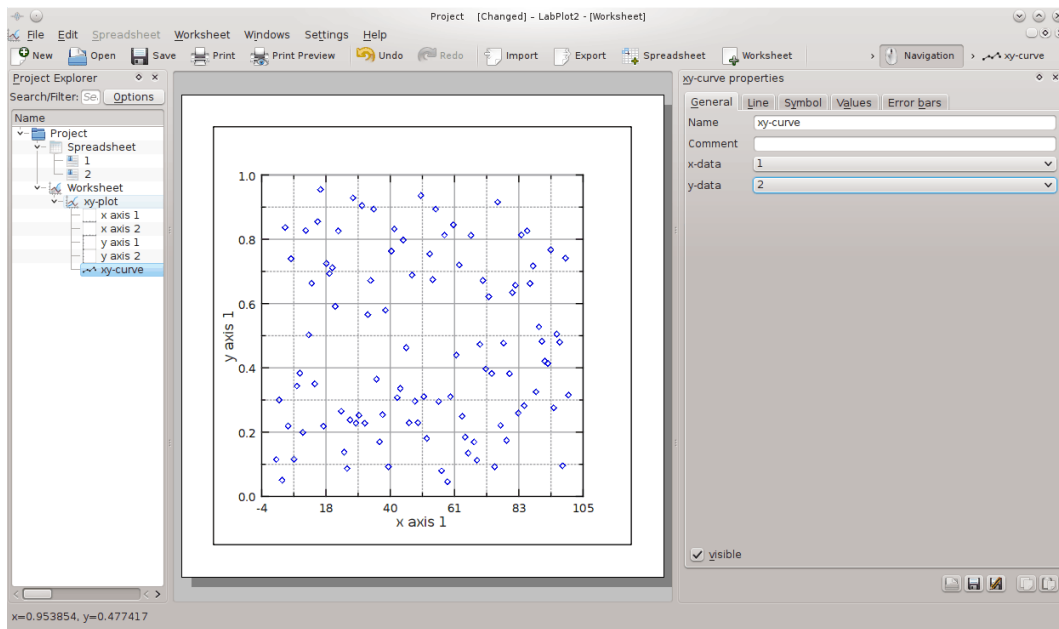 Project [Changed] – LabPlot2 - [Worksheet]
File Edit Spreadsheet Worksheet Windows Settings Help
New Open Save Print Print Preview Undo Redo Import Export Spreadsheet Worksheet Navigation xy-curve
Project Explorer
Search/Filter: Se Options
Name
Project
Spreadsheet
1
2
Worksheet
xy-plot
x axis 1
x axis 2
y axis 1
y axis 2
xy-curve
1.0
0.8
0.6
0.4
0.2
0.0
y axis 1
-4 18 40 61 83 105
x axis 1
xy-curve properties
General Line Symbol Values Error bars
Name xy-curve
Comment
x-data 1
y-data 2
visible
x=0.953854, y=0.477417